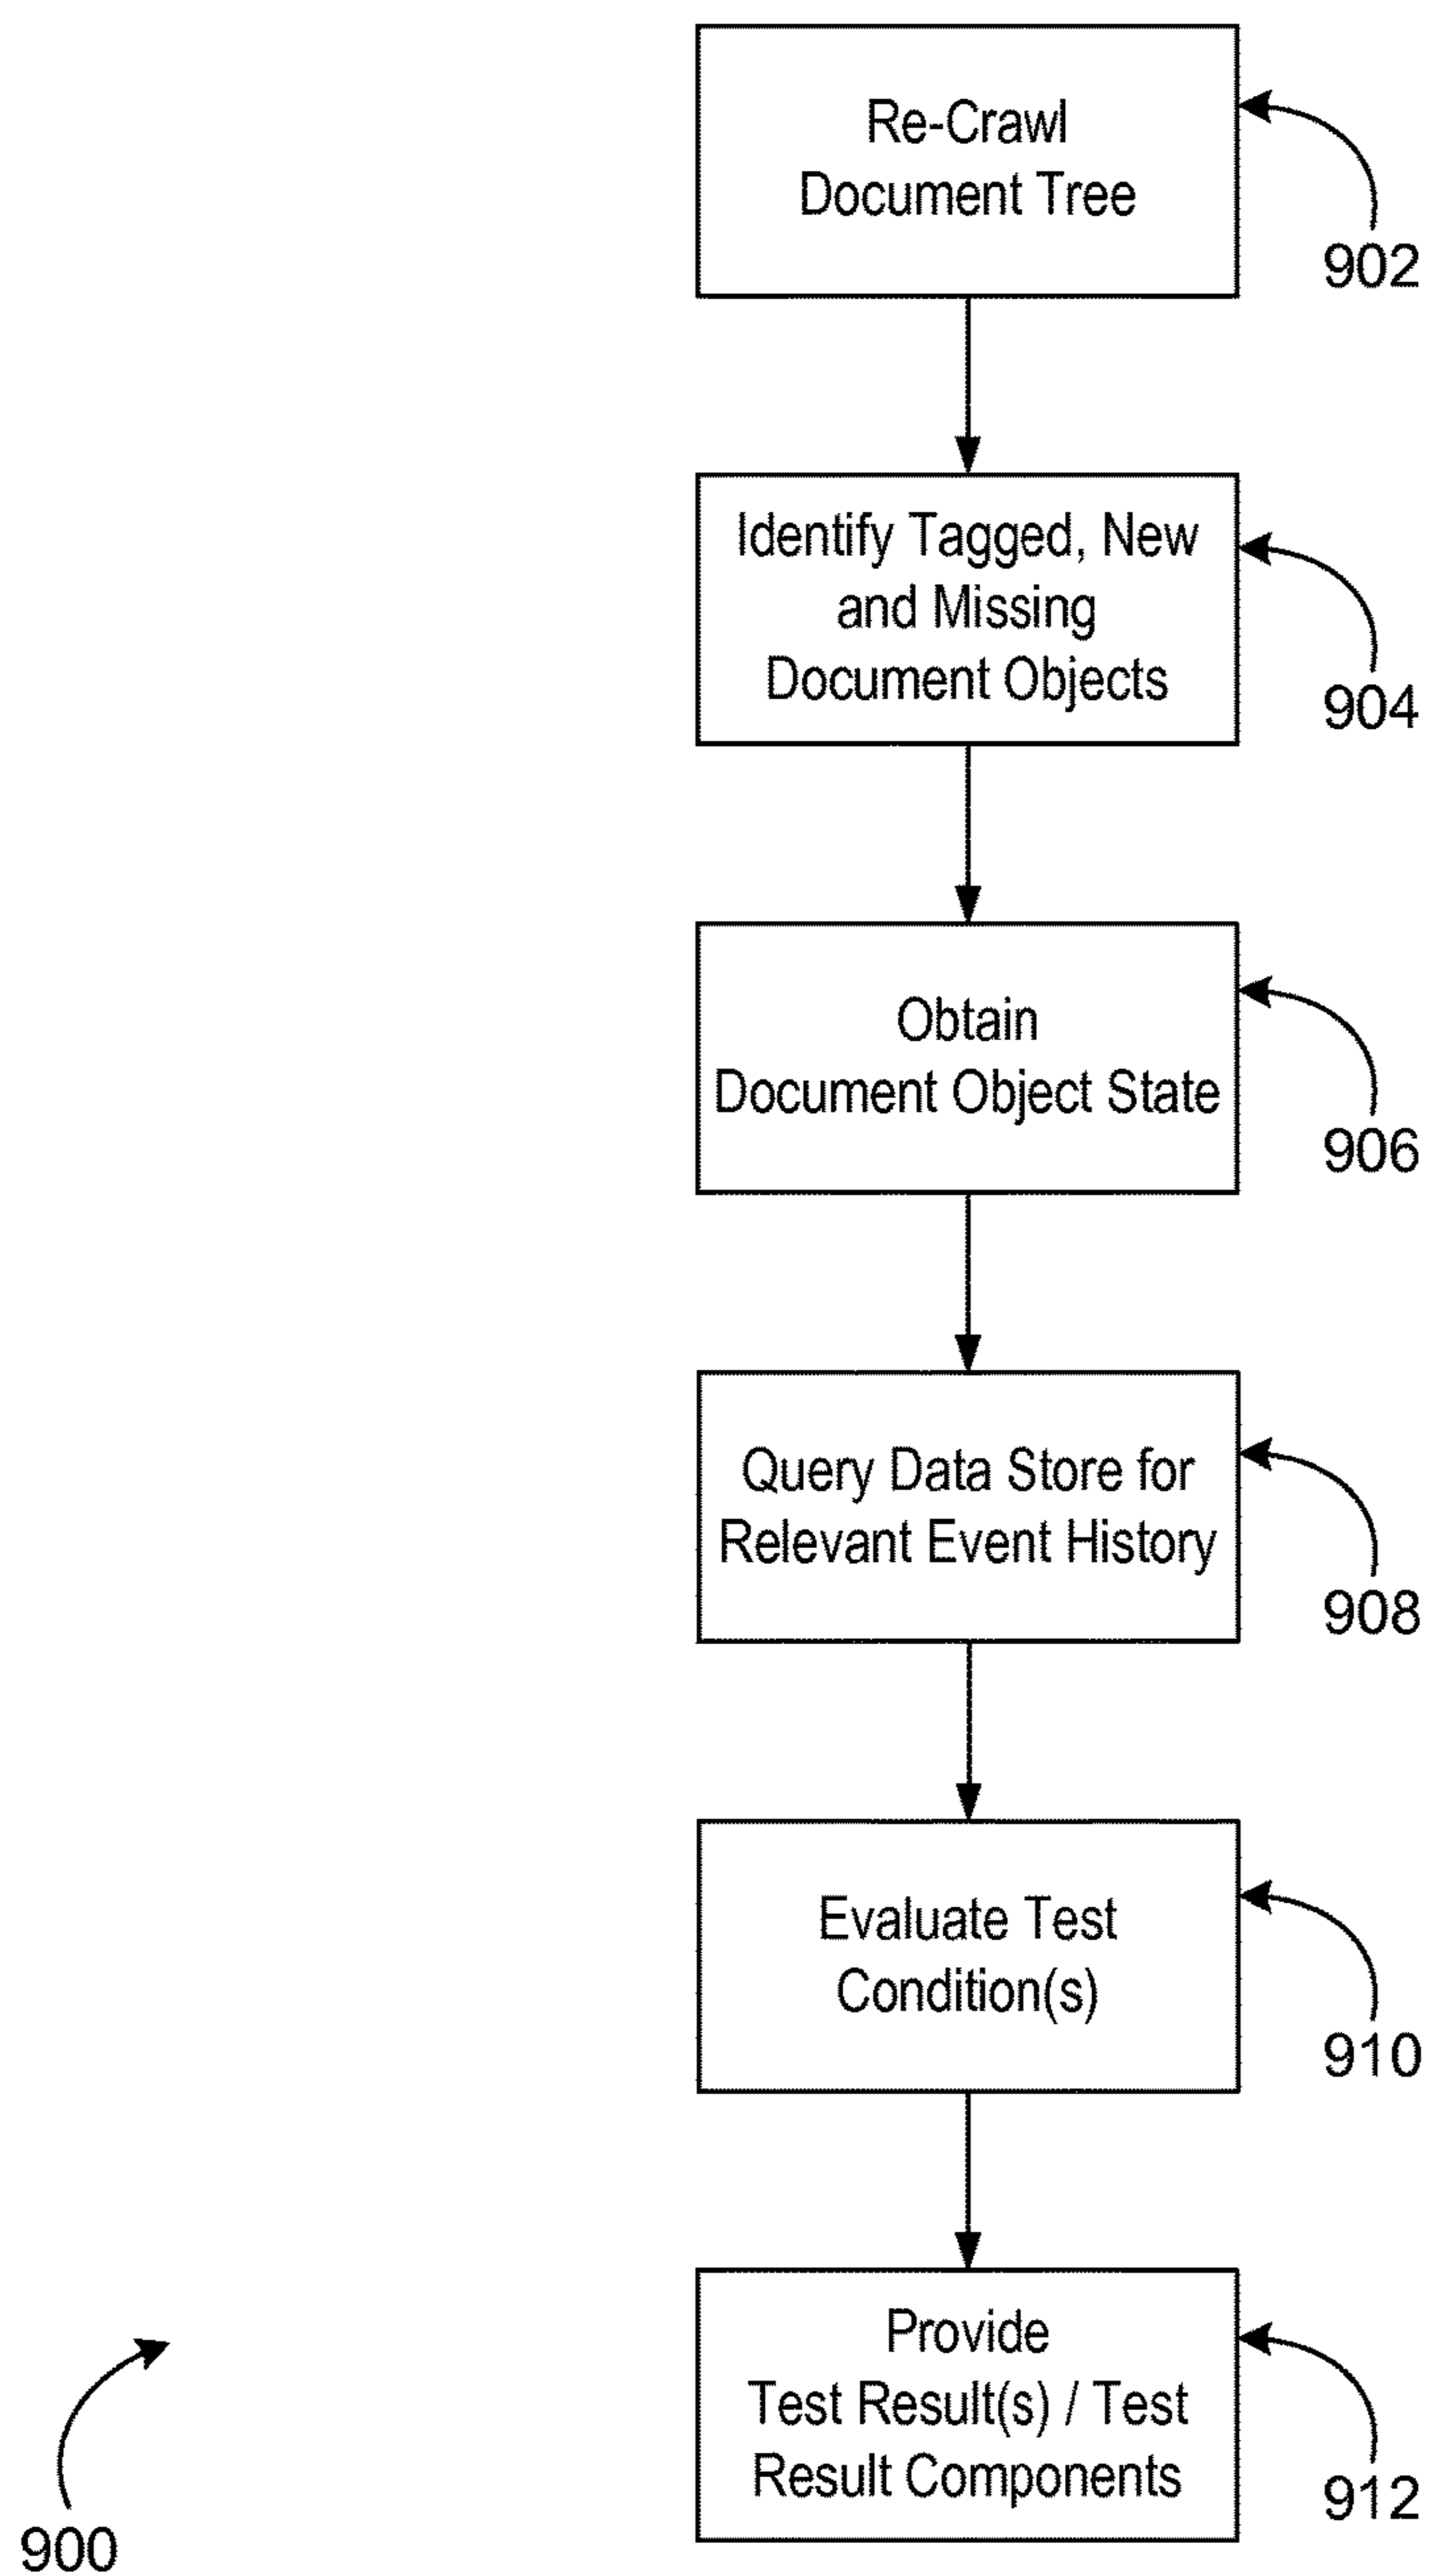 Re-Crawl
Document Tree
902
Identify Tagged, New
and Missing
Document Objects
904
Obtain
Document Object State
906
Query Data Store for
Relevant Event History
908
Evaluate Test
Condition(s)
910
Provide
Test Result(s) / Test
Result Components
912
900